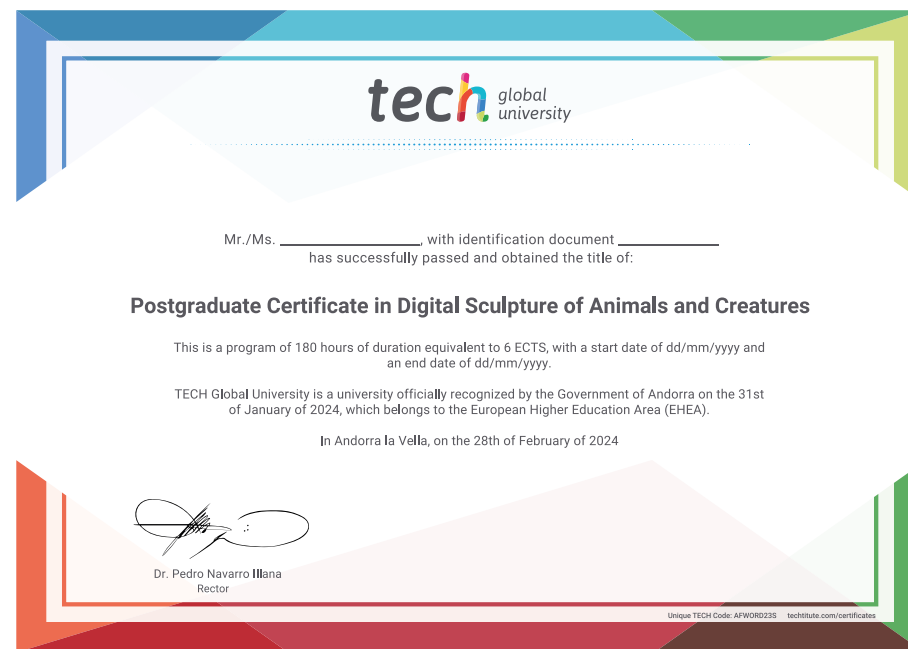 tech global
university
Mr./Ms. ____________, with identification document ____________
has successfully passed and obtained the title of:
Postgraduate Certificate in Digital Sculpture of Animals and Creatures
This is a program of 180 hours of duration equivalent to 6 ECTS, with a start date of dd/mm/yyyy and
an end date of dd/mm/yyyy.
TECH Global University is a university officially recognized by the Government of Andorra on the 31st
of January of 2024, which belongs to the European Higher Education Area (EHEA).
In Andorra la Vella, on the 28th of February of 2024
Dr. Pedro Navarro Illana
Rector
Unique TECH Code: AFWORD23S techtitute.com/certificates